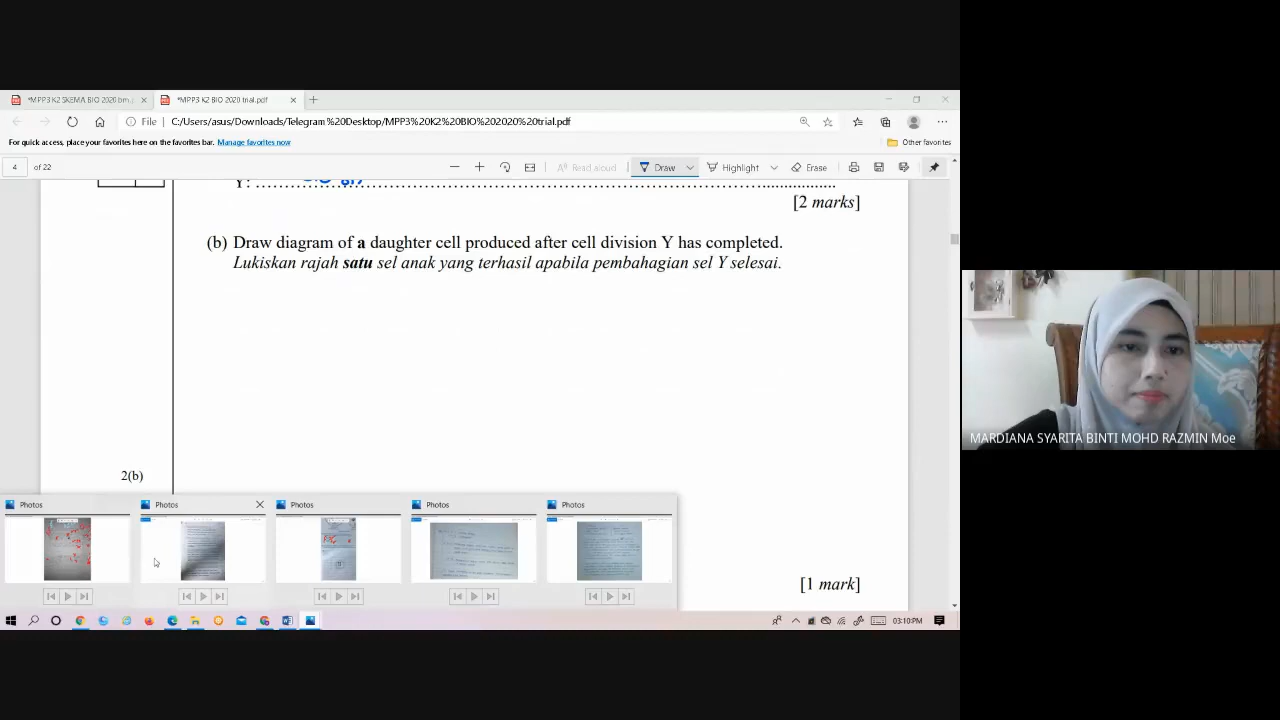 *MPP3 K2 SKEMA BIO 2020 bm.
*MPP3 K2 BIO 2020 trial.pdf
File
C:/Users/asus/Downloads/Telegram%20Desktop/MPP3%20K2%20BIO%202020%20trial.pdf
For quick access, place your favorites here on the favorites bar. Manage favorites now
Other favorites
4 of 22
Read aloud
Draw
Highlight
Erase
Y:
[2 marks]
(b) Draw diagram of a daughter cell produced after cell division Y has completed.
Lukiskan rajah satu sel anak yang terhasil apabila pembahagian sel Y selesai.
MARDIANA SYARITA BINTI MOHD RAZMIN Moe
2(b)
Photos
Photos
Photos
Photos
Photos
[1 mark]
03:10 PM